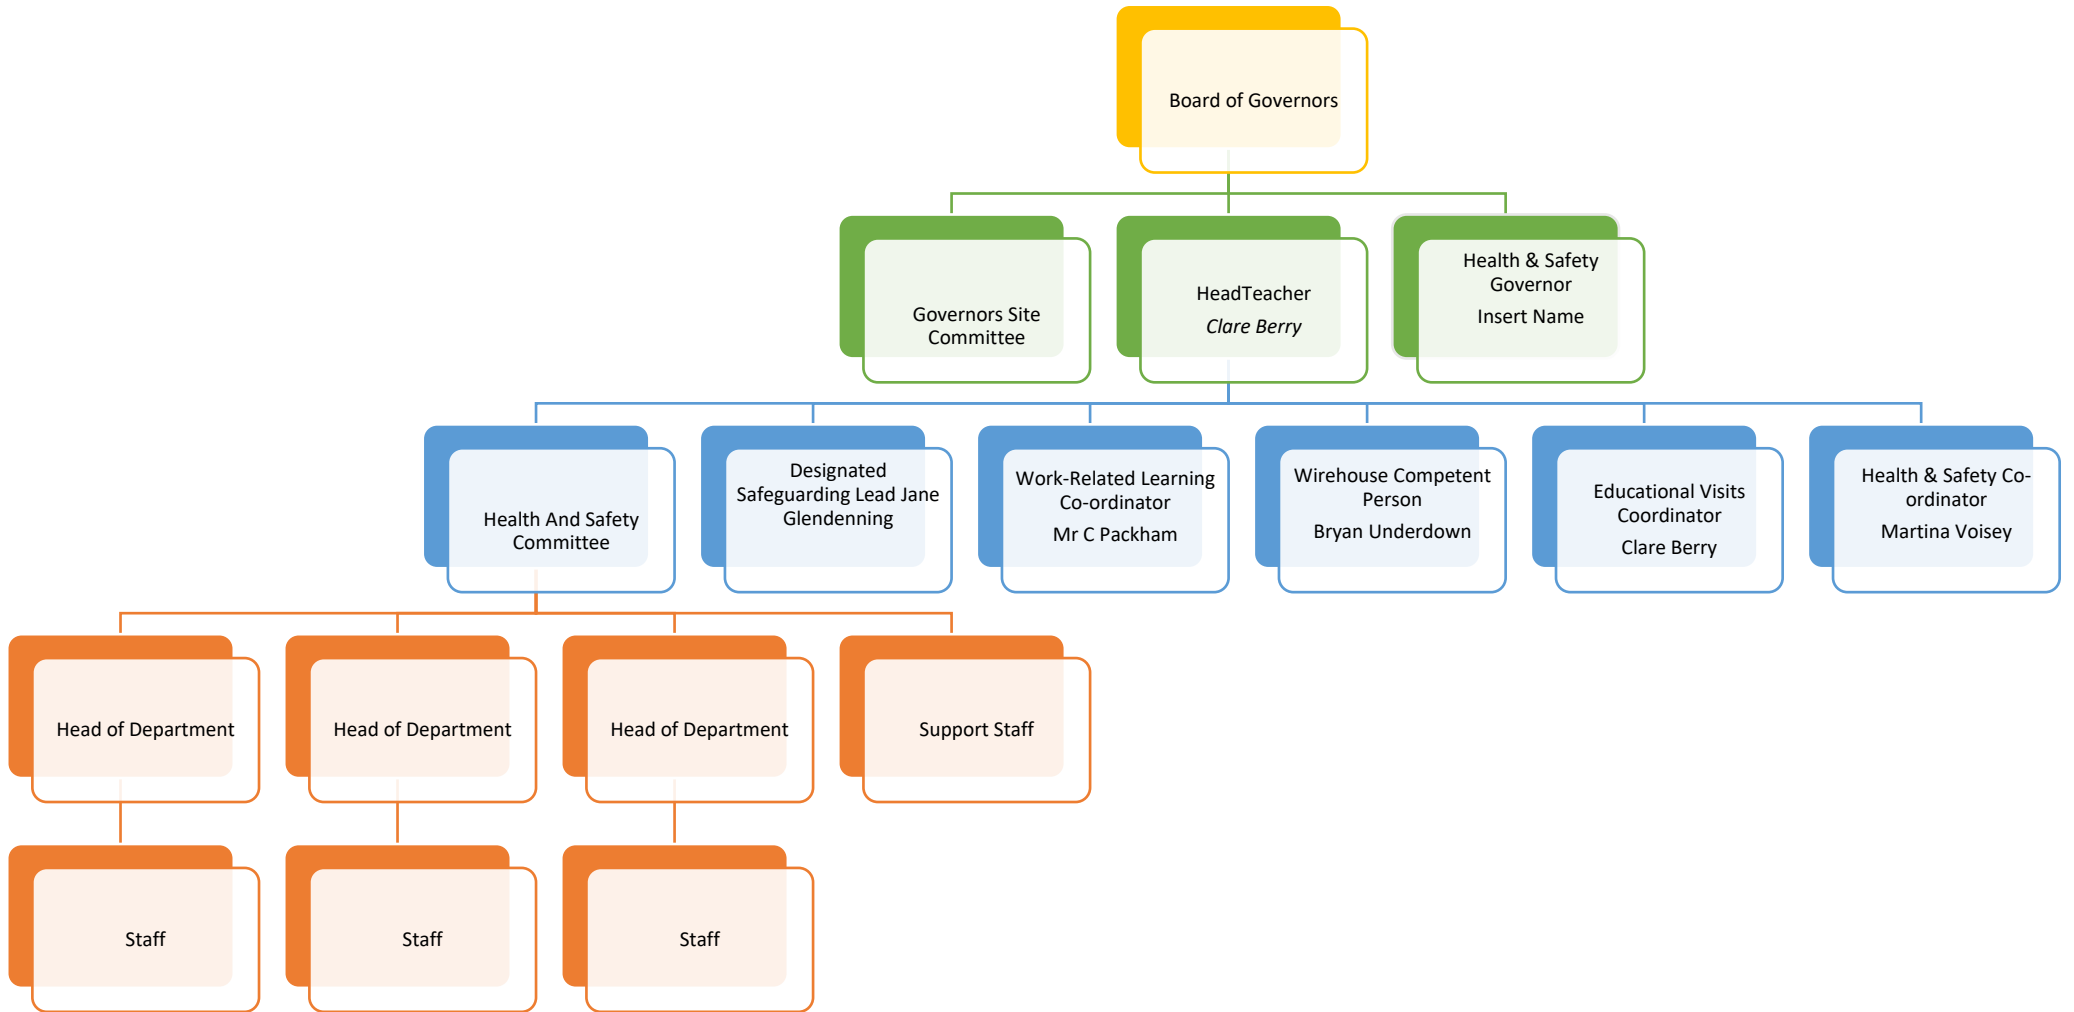 Board of Governors
Governors Site
Committee
HeadTeacher
Clare Berry
Health & Safety
Governor
Insert Name
Health And Safety
Committee
Designated
Safeguarding Lead Jane
Glendenning
Work-Related Learning
Co-ordinator
Mr C Packham
Wirehouse Competent
Person
Bryan Underdown
Educational Visits
Coordinator
Clare Berry
Health & Safety Co-
ordinator
Martina Voisey
Head of Department
Head of Department
Head of Department
Support Staff
Staff
Staff
Staff